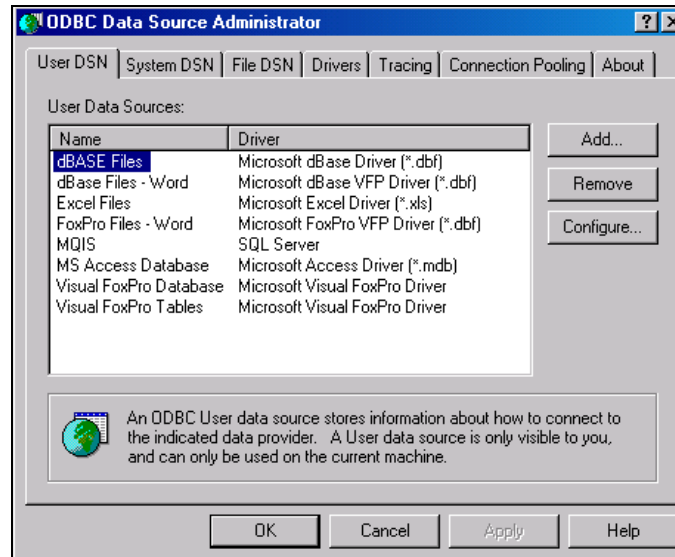 ODBC Data Source Administrator
User DSN System DSN File DSN Drivers Tracing Connection Pooling About
User Data Sources:
Name Driver
dBASE Files Microsoft dBase Driver (*.dbf)
dBase Files - Word Microsoft dBase VFP Driver (*.dbf)
Excel Files Microsoft Excel Driver (*.xls)
FoxPro Files - Word Microsoft FoxPro VFP Driver (*.dbf)
MQIS SQL Server
MS Access Database Microsoft Access Driver (*.mdb)
Visual FoxPro Database Microsoft Visual FoxPro Driver
Visual FoxPro Tables Microsoft Visual FoxPro Driver
Add...
Remove
Configure...
An ODBC User data source stores information about how to connect to
the indicated data provider. A User data source is only visible to you,
and can only be used on the current machine.
OK Cancel Apply Help